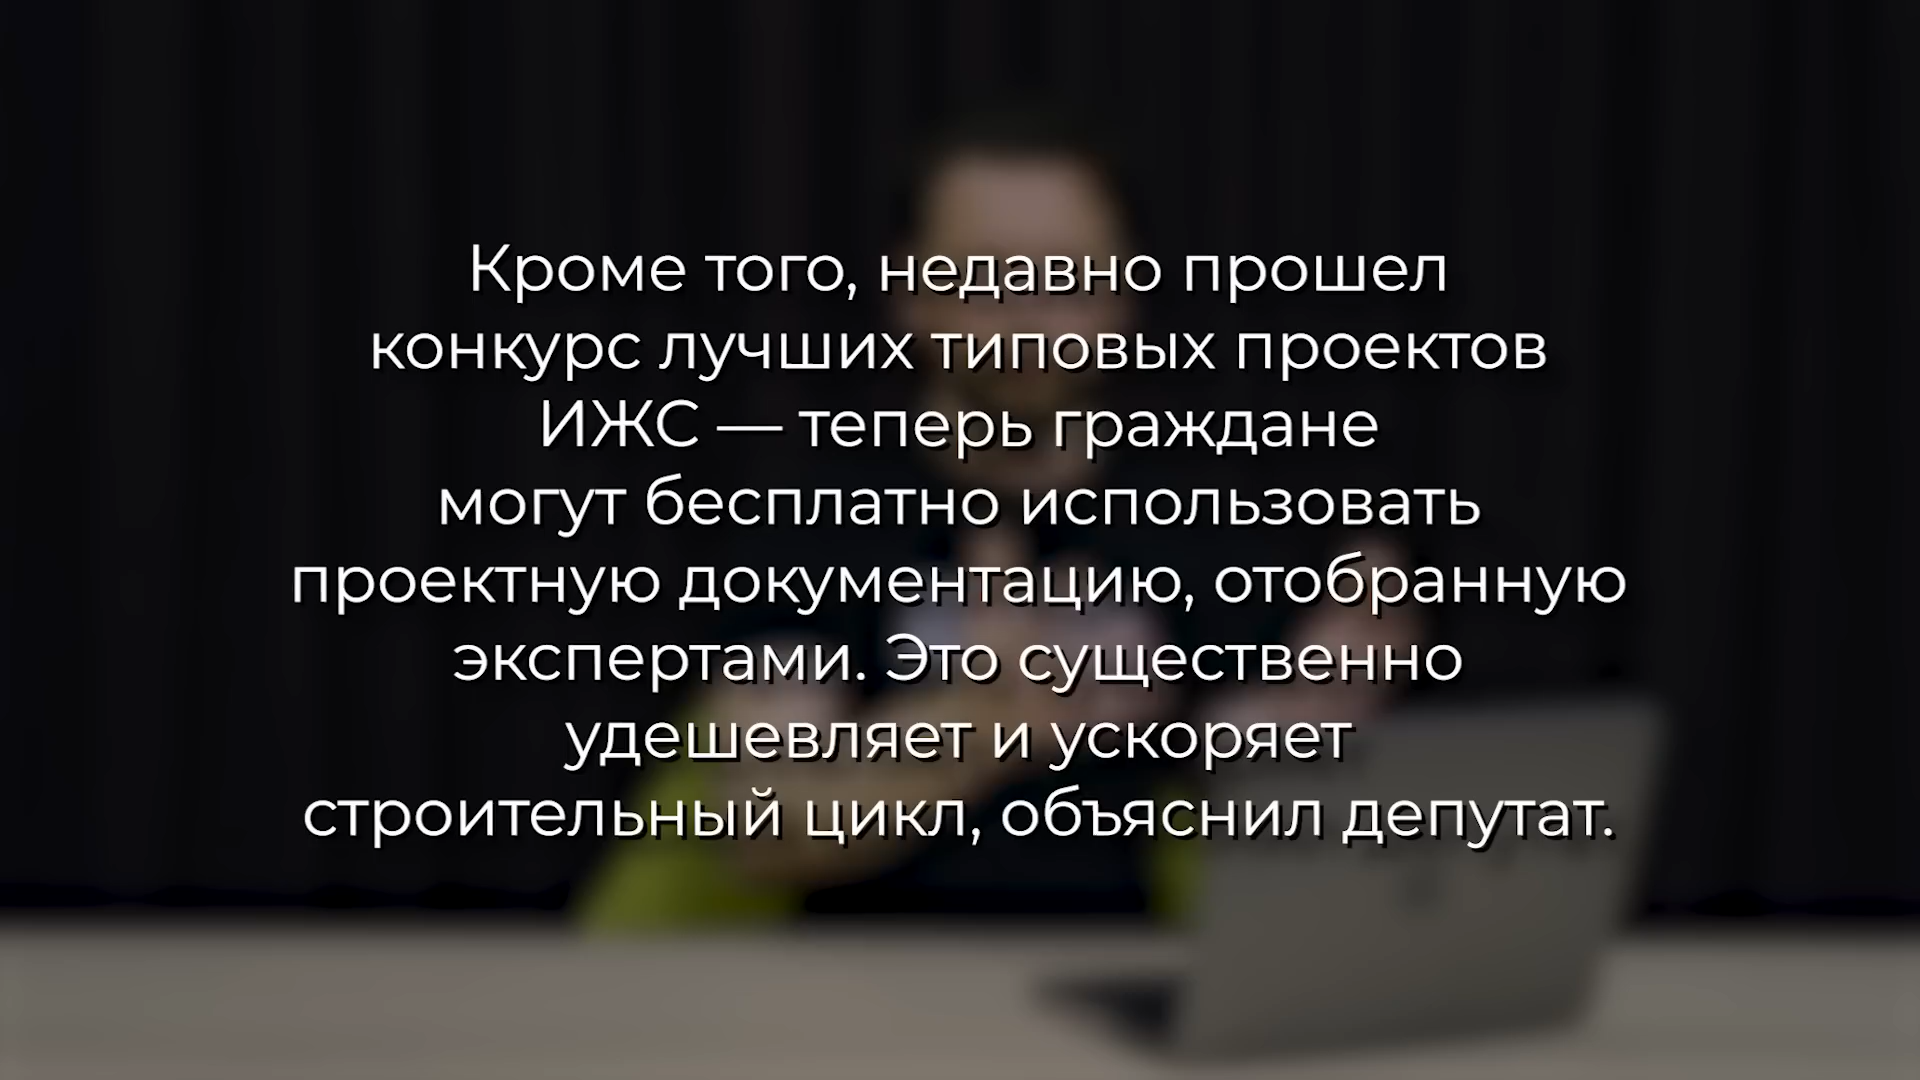 Кроме того, недавно прошел
конкурс лучших типовых проектов
ИЖС — теперь граждане
могут бесплатно использовать
проектную документацию, отобранную
экспертами. Это существенно
удешевляет и ускоряет
строительный цикл, объяснил депутат.